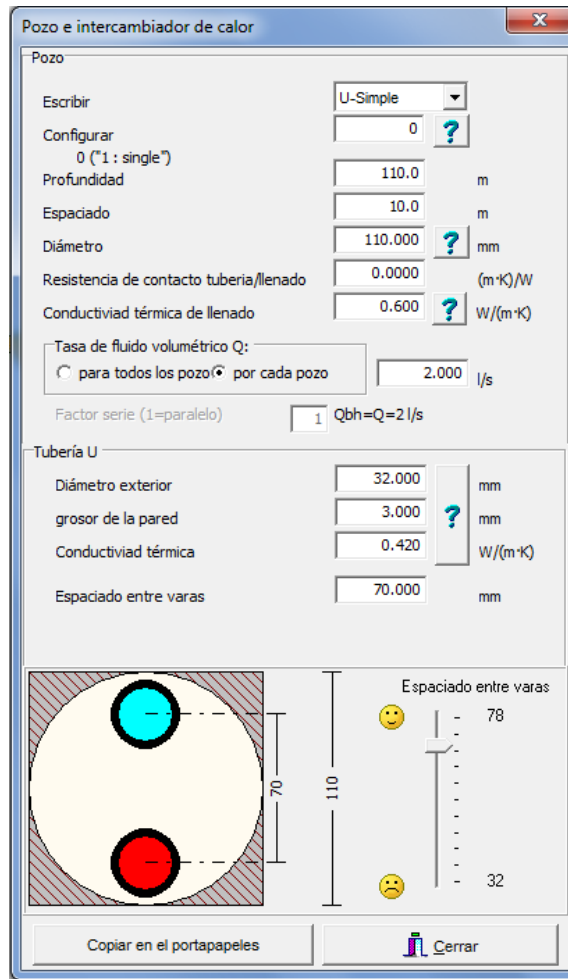 Pozo e intercambiador de calor
Pozo
Escribir U-Simple
Configurar 0 ?
0 ("1 : single")
Profundidad 110.0 m
Espaciado 10.0 m
Diámetro 110.000 ? mm
Resistencia de contacto tuberia/llenado 0.0000 (m·K)/W
Conductiviad térmica de llenado 0.600 ? W/(m·K)
Tasa de fluido volumétrico Q:
para todos los pozo por cada pozo 2.000 l/s
Factor serie (1=paralelo) 1 Qbh=Q=2 l/s
Tubería U
Diámetro exterior 32.000 mm
grosor de la pared 3.000 ? mm
Conductiviad térmica 0.420 W/(m·K)
Espaciado entre varas 70.000 mm
Espaciado entre varas
78
70
110
32
Copiar en el portapapeles Cerrar